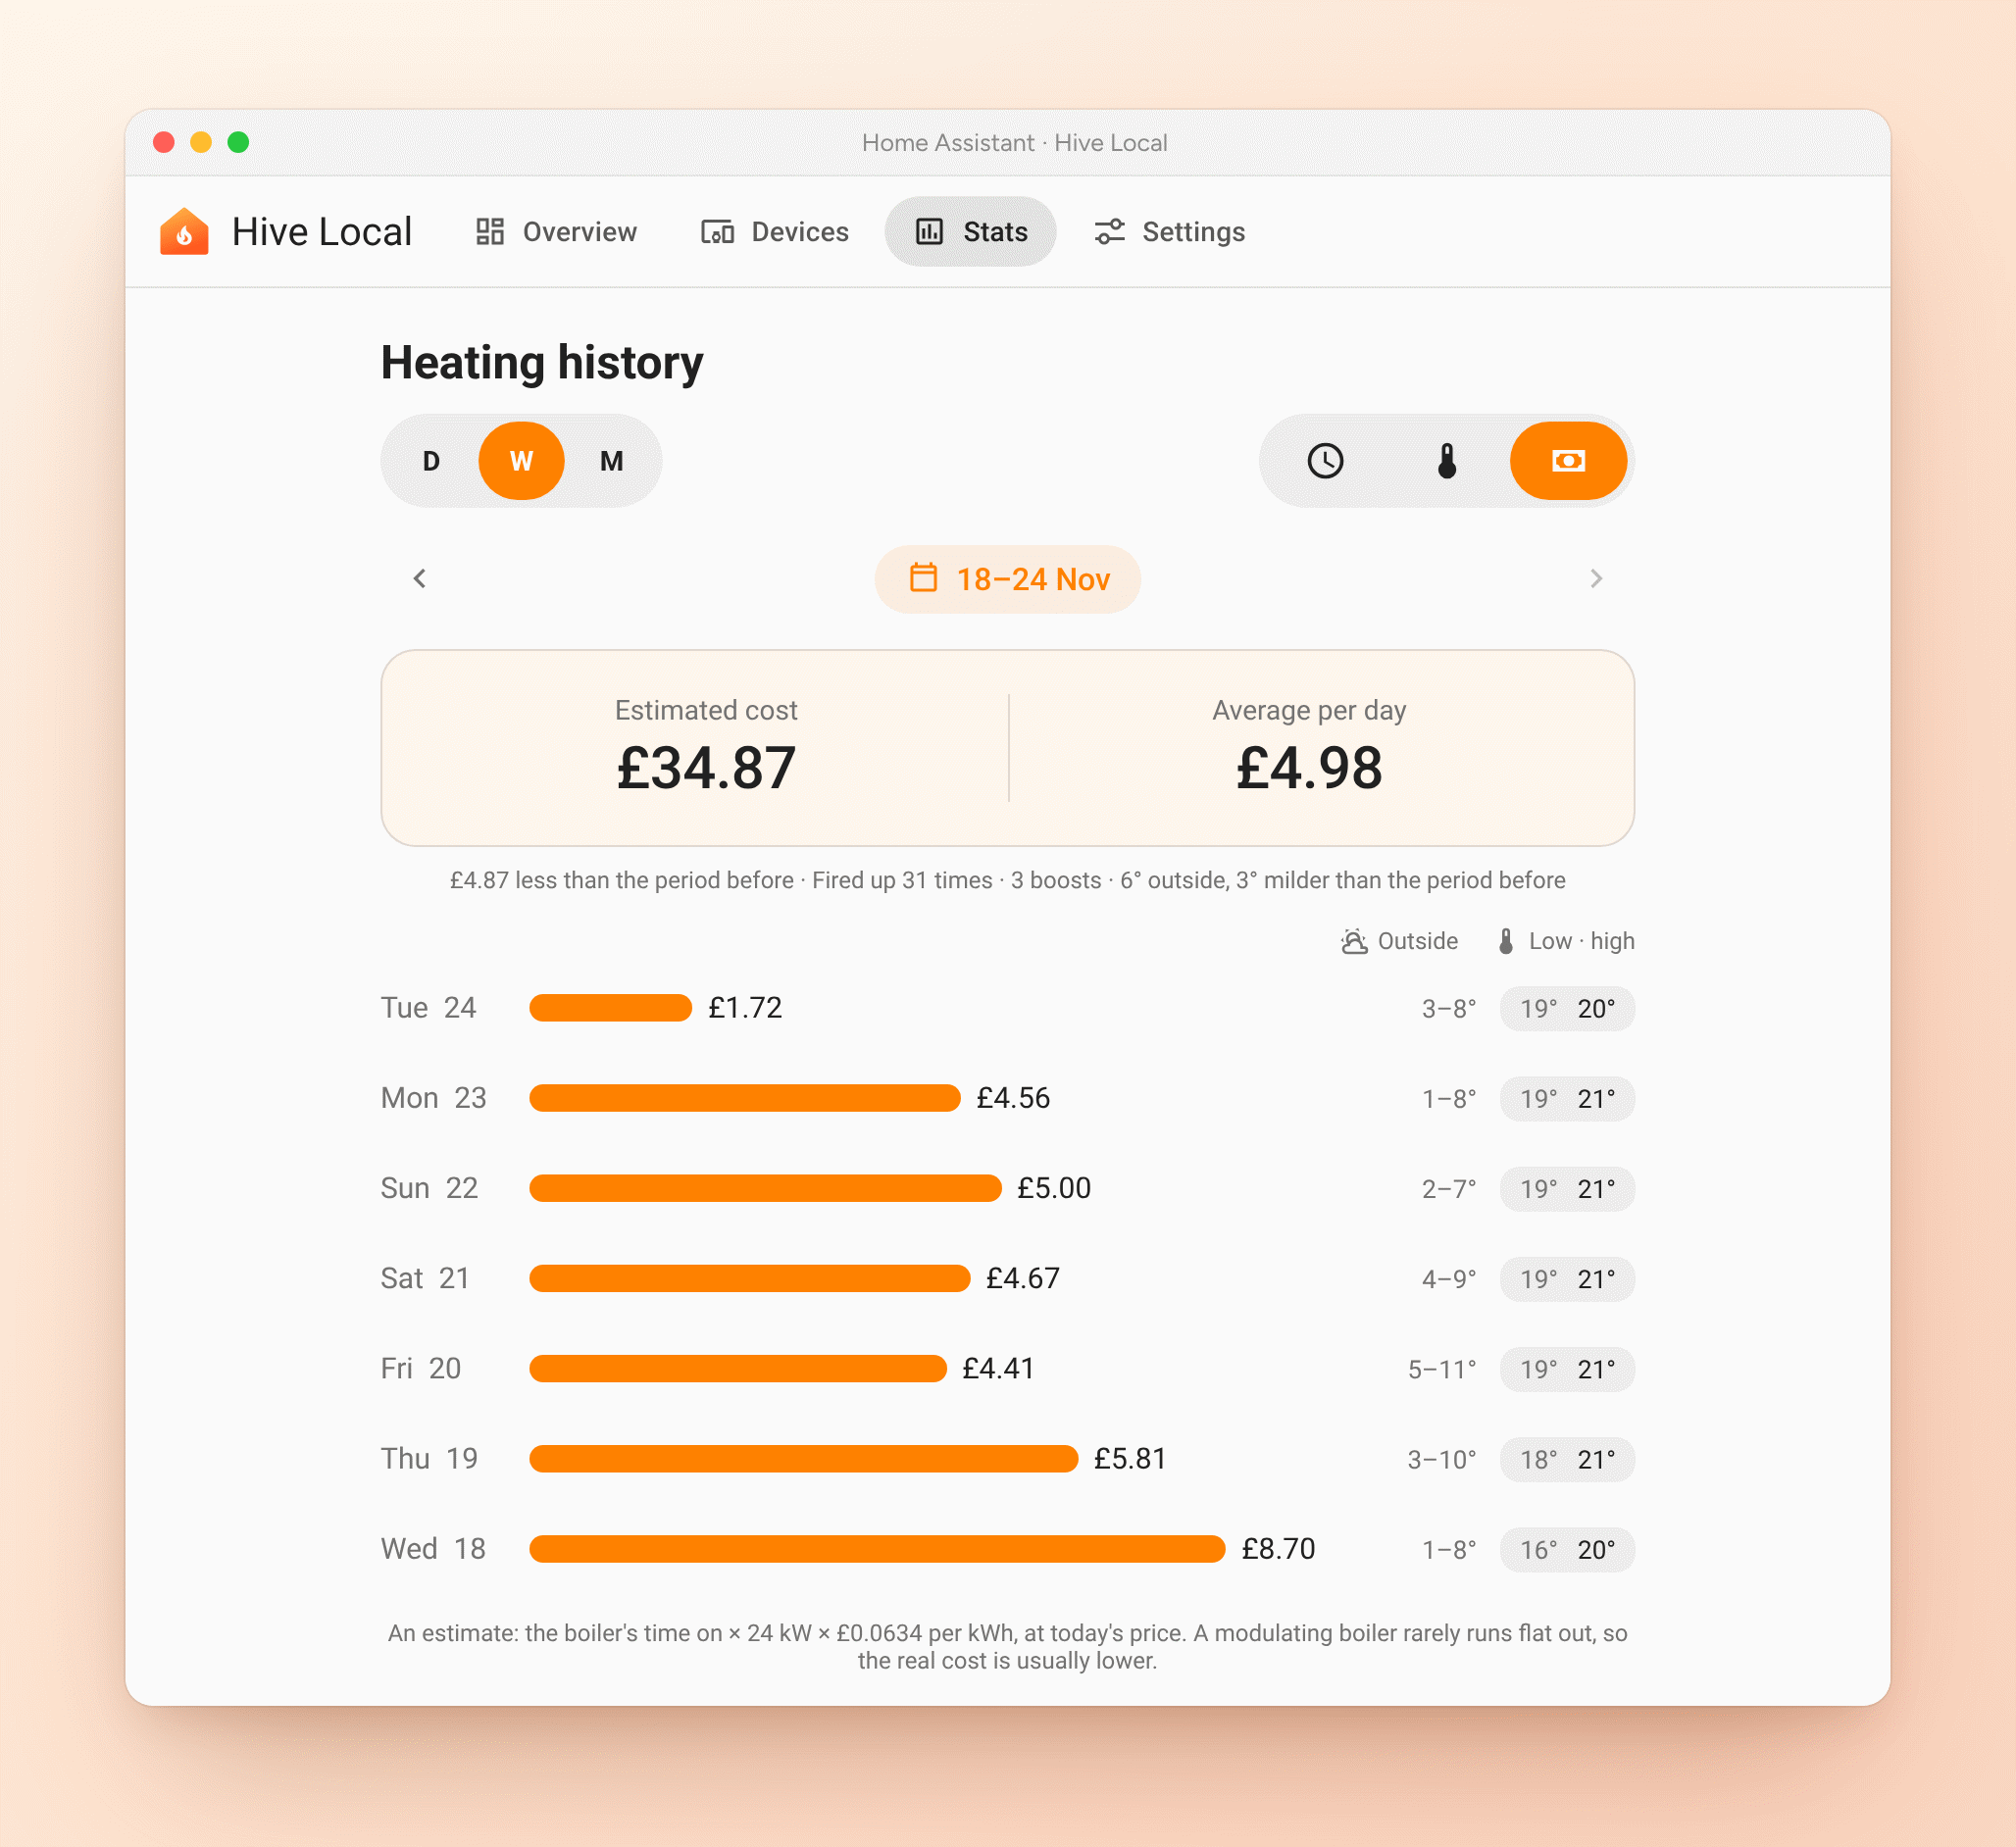 Home Assistant · Hive Local
Hive Local Overview Devices Stats Settings
Heating history
D W M
18–24 Nov
Estimated cost Average per day
£34.87 £4.98
£4.87 less than the period before · Fired up 31 times · 3 boosts · 6° outside, 3° milder than the period before
Outside Low · high
Tue 24 £1.72 3–8° 19° 20°
Mon 23 £4.56 1–8° 19° 21°
Sun 22 £5.00 2–7° 19° 21°
Sat 21 £4.67 4–9° 19° 21°
Fri 20 £4.41 5–11° 19° 21°
Thu 19 £5.81 3–10° 18° 21°
Wed 18 £8.70 1–8° 16° 20°
An estimate: the boiler's time on × 24 kW × £0.0634 per kWh, at today's price. A modulating boiler rarely runs flat out, so
the real cost is usually lower.